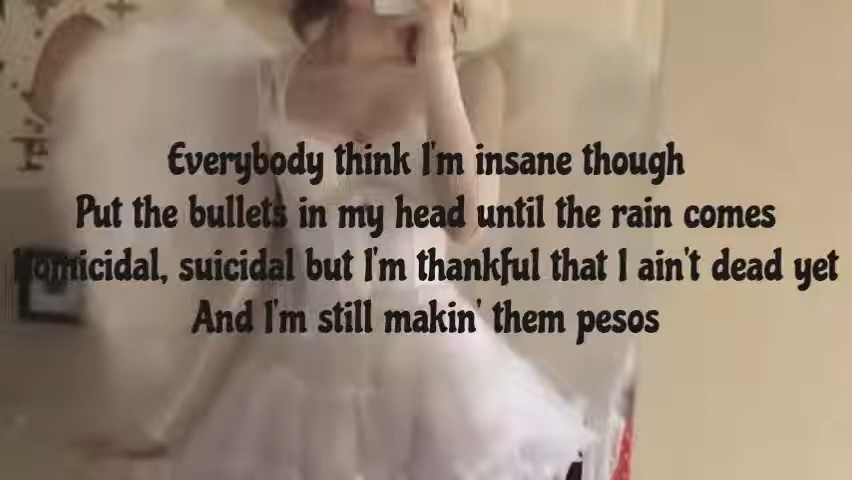 Everybody think I'm insane though
Put the bullets in my head until the rain comes
Homicidal, suicidal but I'm thankful that I ain't dead yet
And I'm still makin' them pesos